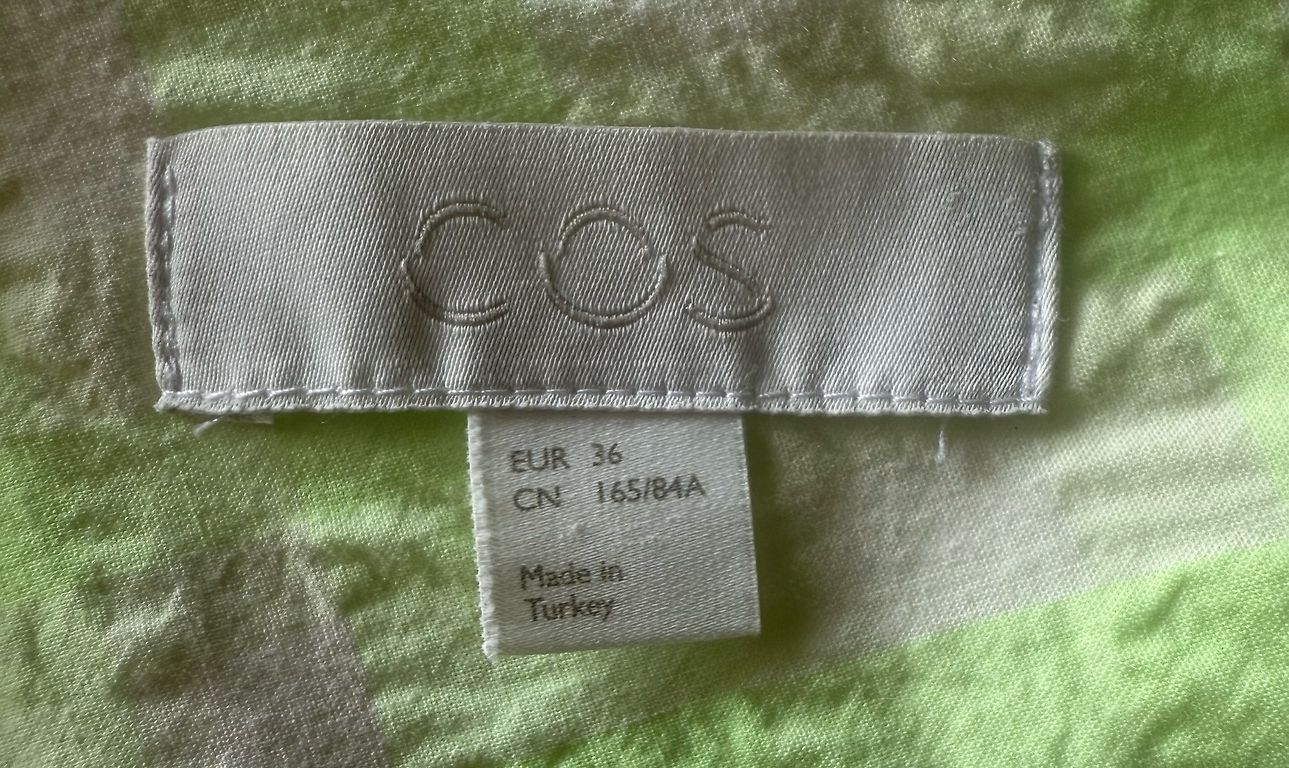 COS
EUR 36
CN 165/84A
Made in
Turkey